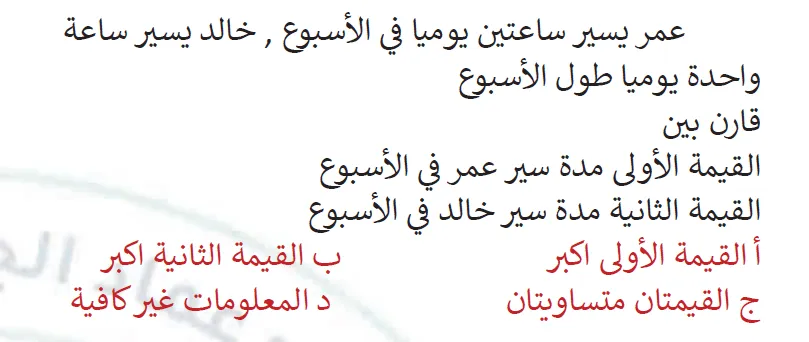 عمر يسير ساعتين يوميا في الأسبوع , خالد يسير ساعة
واحدة يوميا طول الأسبوع
قارن بين
القيمة الأولى مدة سير عمر في الأسبوع
القيمة الثانية مدة سير خالد في الأسبوع
أ القيمة الأولى اكبر ب القيمة الثانية اكبر
ج القيمتان متساويتان د المعلومات غير كافية